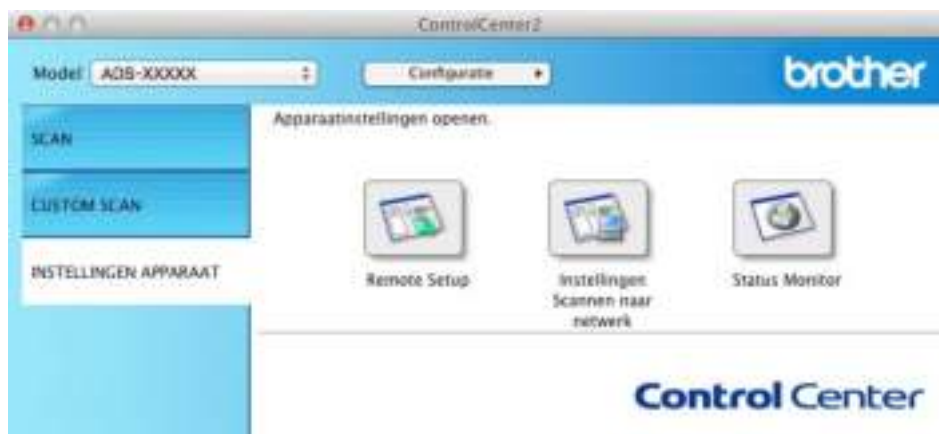 ControlCenter2
Model ADS-XXXXX
Configuratie
brother
SCAN
CUSTOM SCAN
INSTELLINGEN APPARAAT
Apparaatinstellingen openen.
Remote Setup
Instellingen
Scannen naar
netwerk
Status Monitor
Control Center